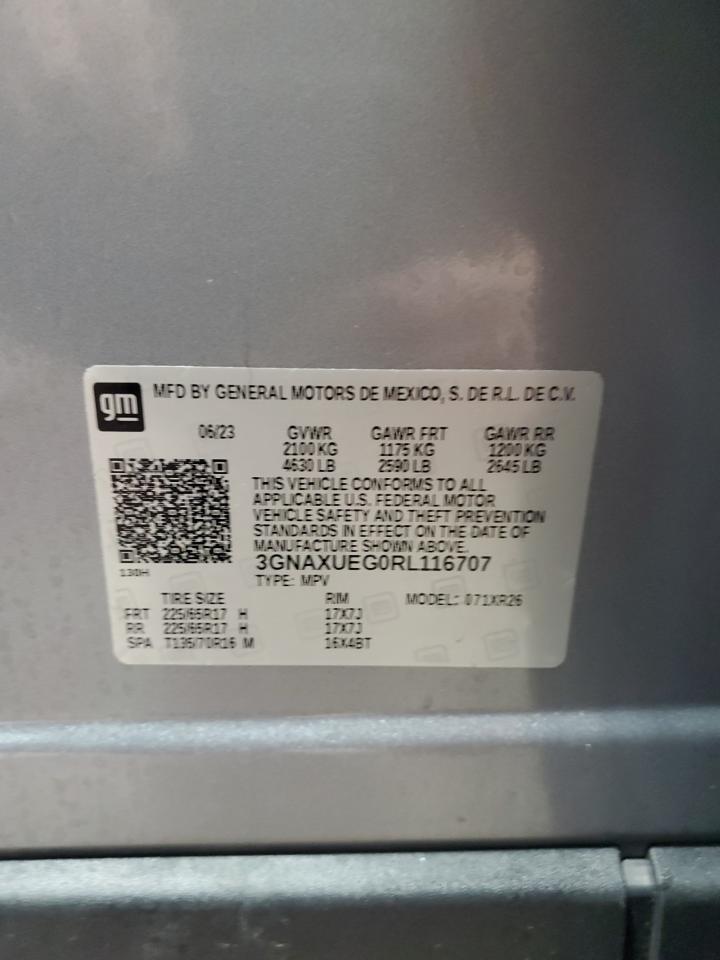 gm
MFD BY GENERAL MOTORS DE MEXICO, S. DE R.L. DE C.V.
06/23 GVWR GAWR FRT GAWR RR
2100 KG 1175 KG 1200 KG
4630 LB 2590 LB 2645 LB
THIS VEHICLE CONFORMS TO ALL
APPLICABLE U.S. FEDERAL MOTOR
VEHICLE SAFETY AND THEFT PREVENTION
STANDARDS IN EFFECT ON THE DATE OF
MANUFACTURE SHOWN ABOVE.
130H 3GNAXUEG0RL116707
TYPE: MPV
TIRE SIZE RIM MODEL: 071XR26
FRT 225/65R17 H 17X7J
RR 225/65R17 H 17X7J
SPA T135/70R16 M 16X4BT